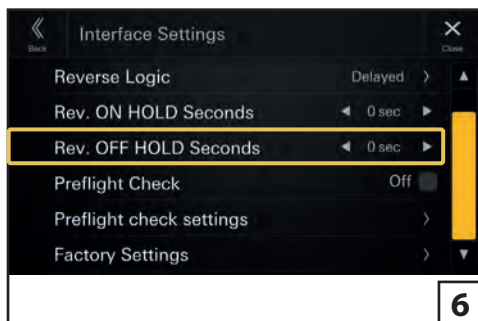 Back
Interface Settings
Close
Reverse Logic Delayed
Rev. ON HOLD Seconds 0 sec
Rev. OFF HOLD Seconds 0 sec
Preflight Check Off
Preflight check settings
Factory Settings
6